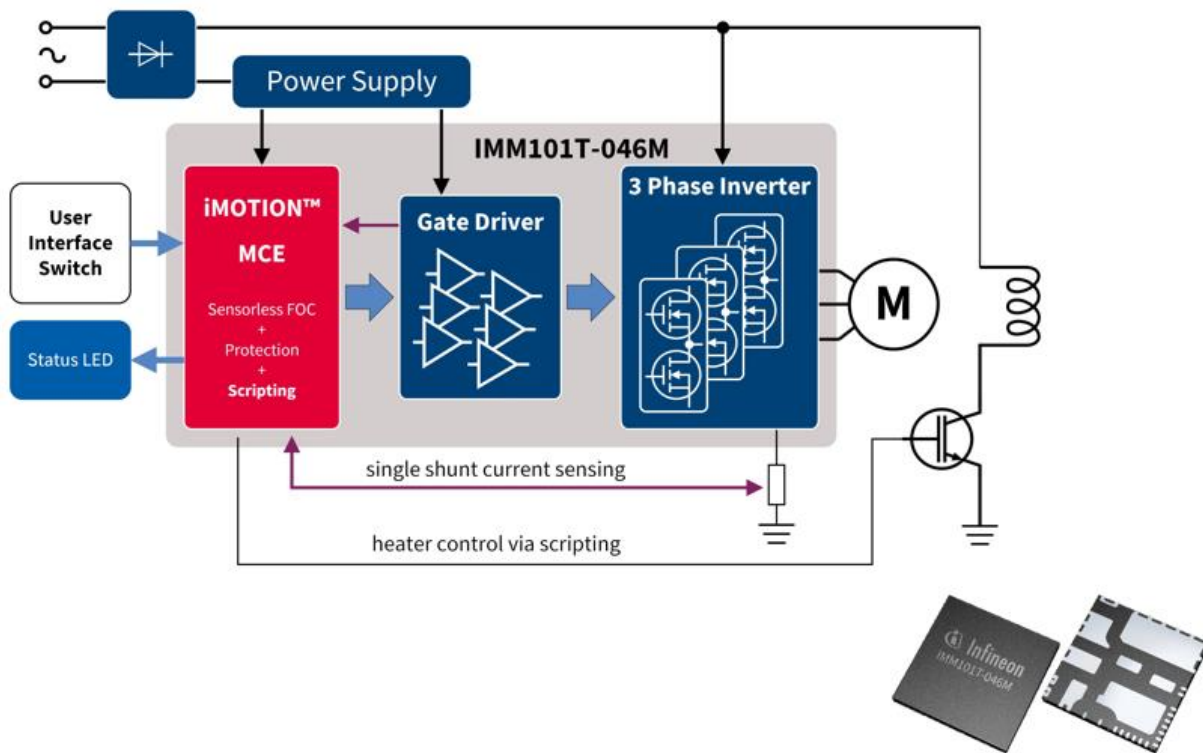 Power Supply
IMM101T-046M
User
Interface
Switch
Status LED
iMOTION™
MCE
Sensorless FOC
+
Protection
+
Scripting
Gate Driver
3 Phase Inverter
M
single shunt current sensing
heater control via scripting
Infineon
IMM101T-046M